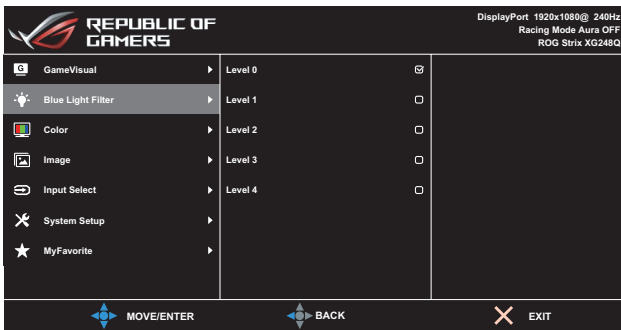 REPUBLIC OF
GAMERS
DisplayPort 1920x1080@ 240Hz
Racing Mode Aura OFF
ROG Strix XG248Q
G GameVisual
Blue Light Filter
Color
Image
Input Select
System Setup
MyFavorite
Level 0
Level 1
Level 2
Level 3
Level 4
MOVE/ENTER
BACK
EXIT